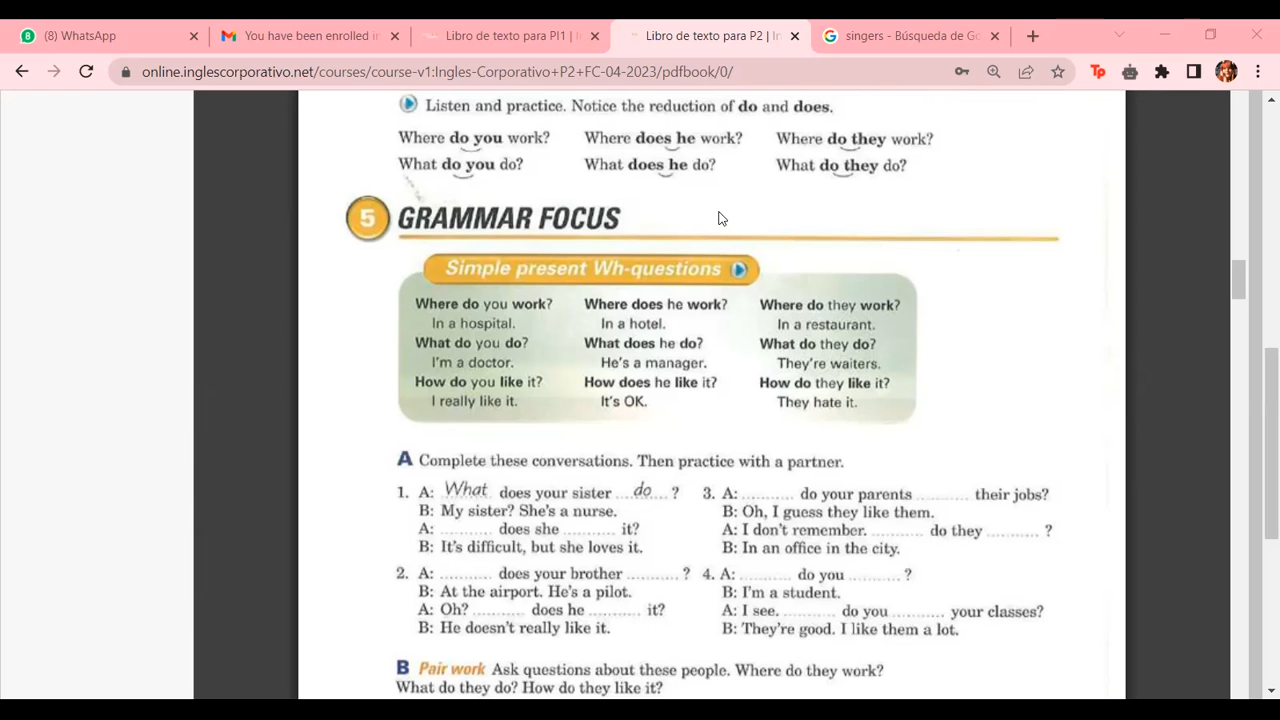 (8) WhatsApp
You have been enrolled in
Libro de texto para PI1 | In
Libro de texto para P2 | In
singers - Búsqueda de Go
online.inglescorporativo.net/courses/course-v1:Ingles-Corporativo+P2+FC-04-2023/pdfbook/0/
Listen and practice. Notice the reduction of do and does.
Where do you work? Where does he work? Where do they work?
What do you do? What does he do? What do they do?
5 GRAMMAR FOCUS
Simple present Wh-questions
Where do you work? Where does he work? Where do they work?
In a hospital. In a hotel. In a restaurant.
What do you do? What does he do? What do they do?
I'm a doctor. He's a manager. They're waiters.
How do you like it? How does he like it? How do they like it?
I really like it. It's OK. They hate it.
A Complete these conversations. Then practice with a partner.
1. A: What does your sister do ?
B: My sister? She's a nurse.
A: .......... does she .......... it?
B: It's difficult, but she loves it.
2. A: .......... does your brother .......... ?
B: At the airport. He's a pilot.
A: Oh? .......... does he .......... it?
B: He doesn't really like it.
3. A: .......... do your parents .......... their jobs?
B: Oh, I guess they like them.
A: I don't remember. .......... do they .......... ?
B: In an office in the city.
4. A: .......... do you .......... ?
B: I'm a student.
A: I see. .......... do you .......... your classes?
B: They're good. I like them a lot.
B Pair work Ask questions about these people. Where do they work?
What do they do? How do they like it?